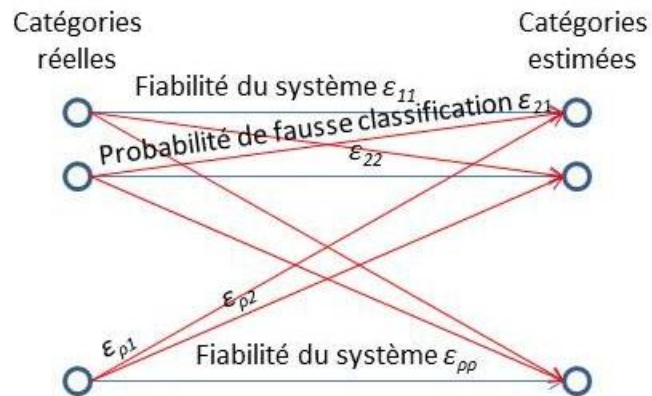 Catégories
réelles
Catégories
estimées
Fiabilité du système ε11
Probabilité de fausse classification ε21
ε22
ερ2
ερ1
Fiabilité du système ερρ